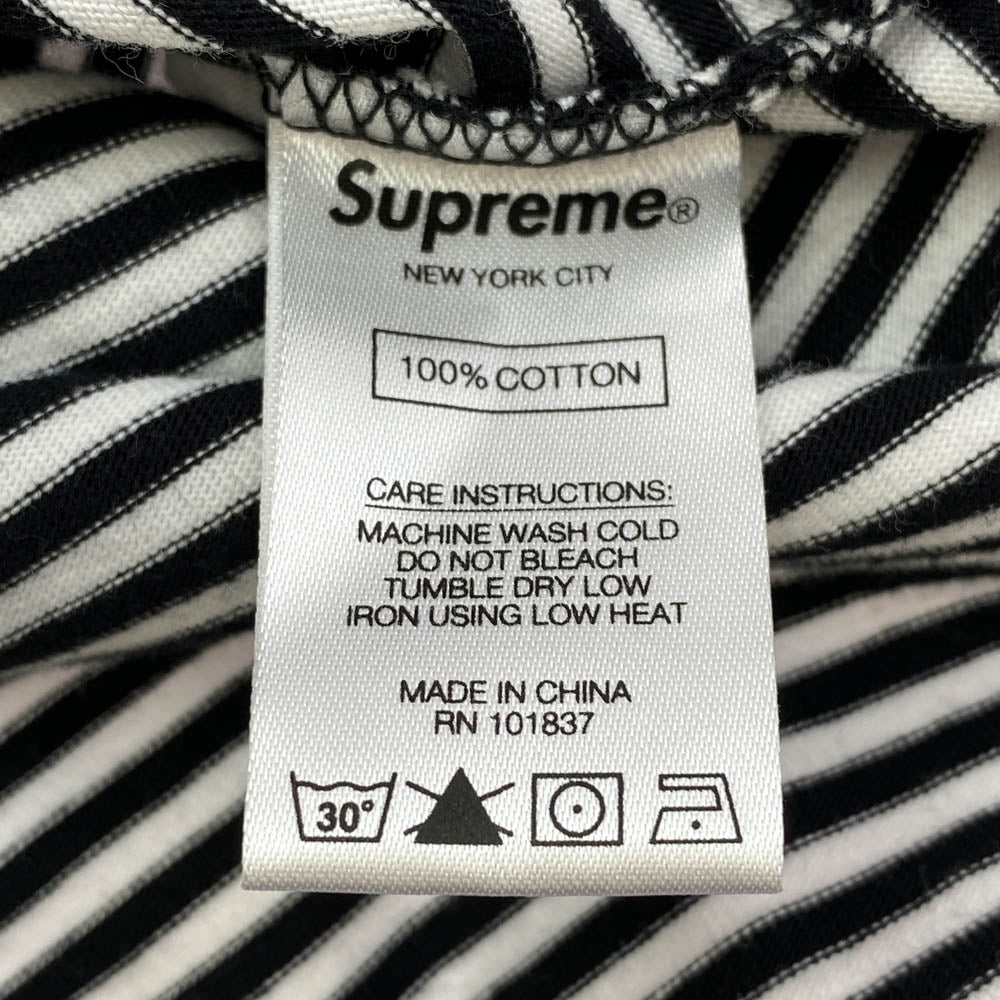 Supreme®
NEW YORK CITY
100% COTTON
CARE INSTRUCTIONS:
MACHINE WASH COLD
DO NOT BLEACH
TUMBLE DRY LOW
IRON USING LOW HEAT
MADE IN CHINA
RN 101837
30°